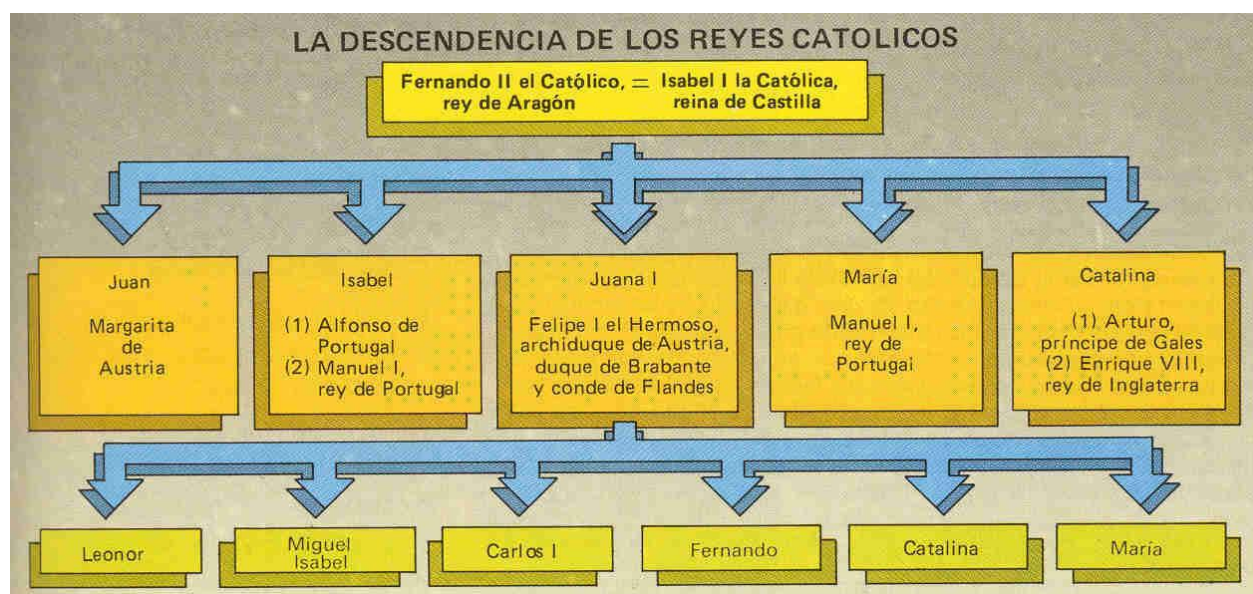 LA DESCENDENCIA DE LOS REYES CATOLICOS
Fernando II el Católico, = Isabel I la Católica,
rey de Aragón reina de Castilla
Juan
Margarita
de
Austria
Isabel
(1) Alfonso de
Portugal
(2) Manuel I,
rey de Portugal
Juana I
Felipe I el Hermoso,
archiduque de Austria,
duque de Brabante
y conde de Flandes
María
Manuel I,
rey de
Portugal
Catalina
(1) Arturo,
príncipe de Gales
(2) Enrique VIII,
rey de Inglaterra
Leonor
Miguel
Isabel
Carlos I
Fernando
Catalina
María